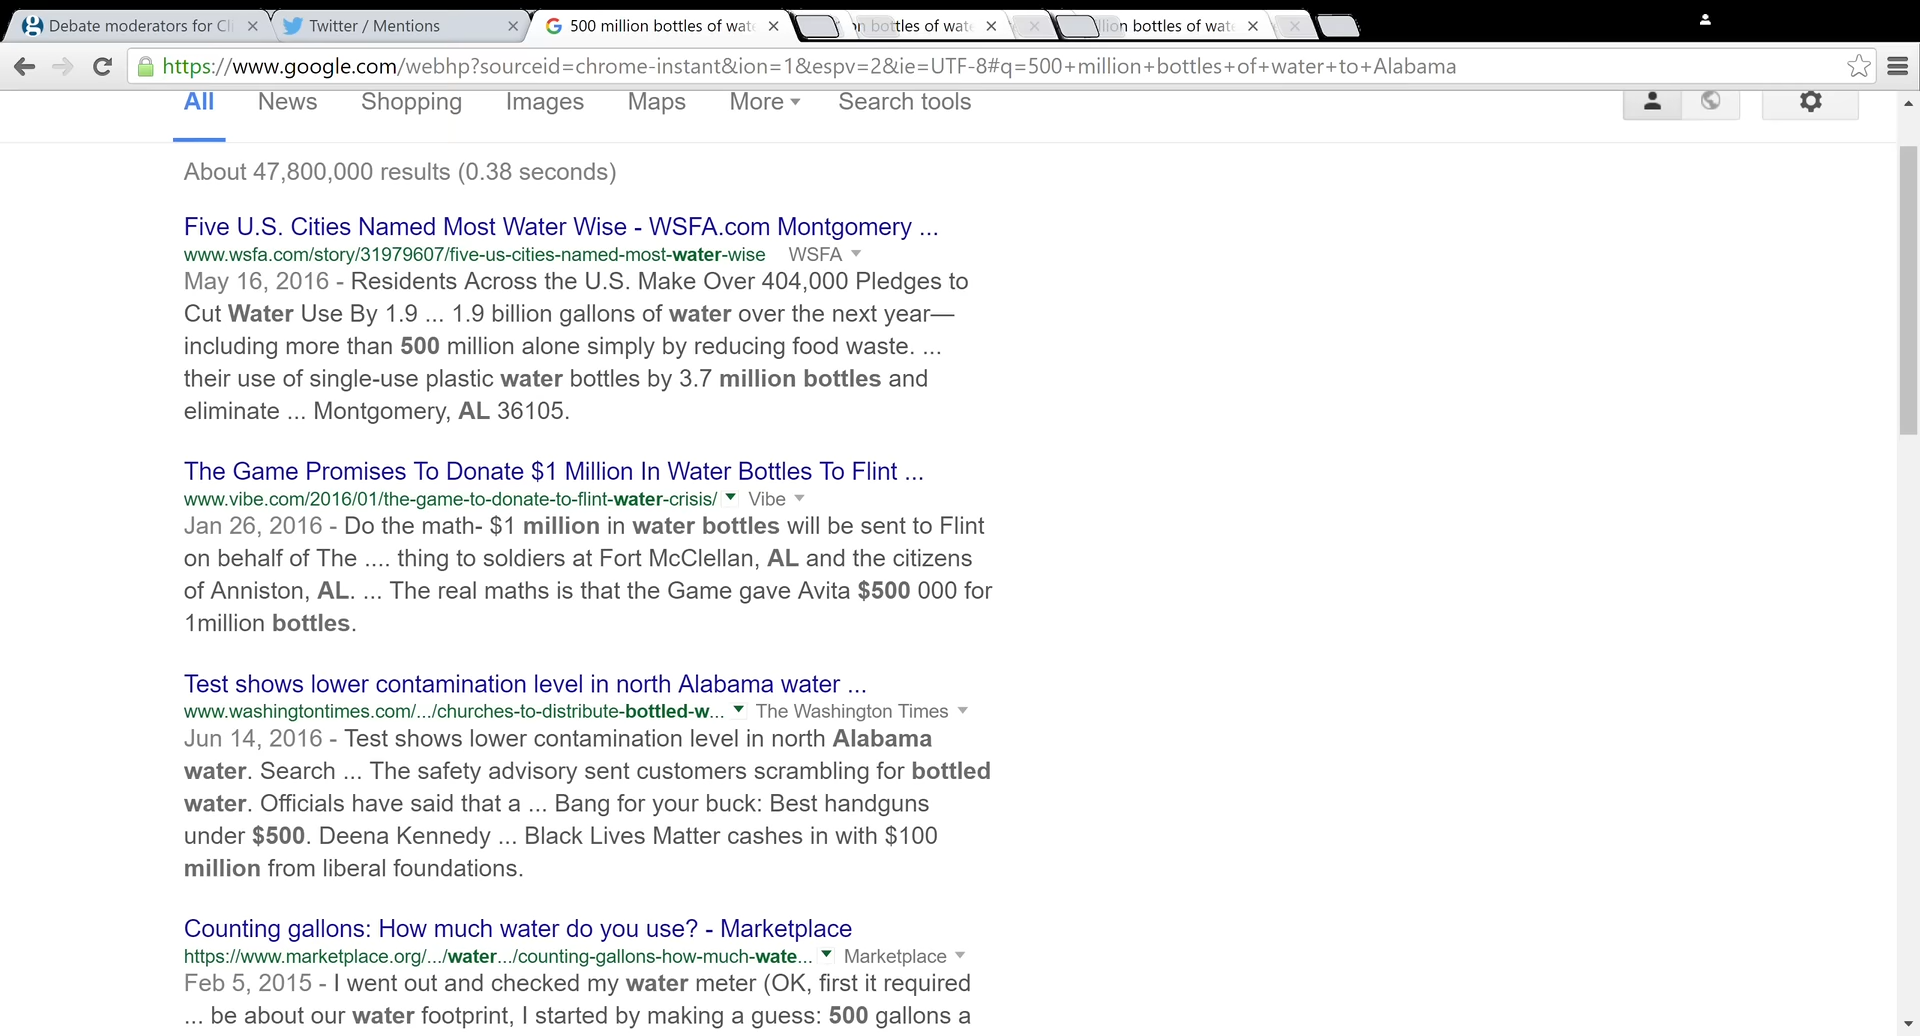 Debate moderators for Cli
Twitter / Mentions
500 million bottles of wat
on bottles of wat
llion bottles of wat
https://www.google.com/webhp?sourceid=chrome-instant&ion=1&espv=2&ie=UTF-8#q=500+million+bottles+of+water+to+Alabama
All News Shopping Images Maps More Search tools
About 47,800,000 results (0.38 seconds)
Five U.S. Cities Named Most Water Wise - WSFA.com Montgomery ...
www.wsfa.com/story/31979607/five-us-cities-named-most-water-wise WSFA
May 16, 2016 - Residents Across the U.S. Make Over 404,000 Pledges to
Cut Water Use By 1.9 ... 1.9 billion gallons of water over the next year—
including more than 500 million alone simply by reducing food waste. ...
their use of single-use plastic water bottles by 3.7 million bottles and
eliminate ... Montgomery, AL 36105.
The Game Promises To Donate $1 Million In Water Bottles To Flint ...
www.vibe.com/2016/01/the-game-to-donate-to-flint-water-crisis/ Vibe
Jan 26, 2016 - Do the math- $1 million in water bottles will be sent to Flint
on behalf of The .... thing to soldiers at Fort McClellan, AL and the citizens
of Anniston, AL. ... The real maths is that the Game gave Avita $500 000 for
1million bottles.
Test shows lower contamination level in north Alabama water ...
www.washingtontimes.com/.../churches-to-distribute-bottled-w... The Washington Times
Jun 14, 2016 - Test shows lower contamination level in north Alabama
water. Search ... The safety advisory sent customers scrambling for bottled
water. Officials have said that a ... Bang for your buck: Best handguns
under $500. Deena Kennedy ... Black Lives Matter cashes in with $100
million from liberal foundations.
Counting gallons: How much water do you use? - Marketplace
https://www.marketplace.org/.../water.../counting-gallons-how-much-wate... Marketplace
Feb 5, 2015 - I went out and checked my water meter (OK, first it required
... be about our water footprint, I started by making a guess: 500 gallons a